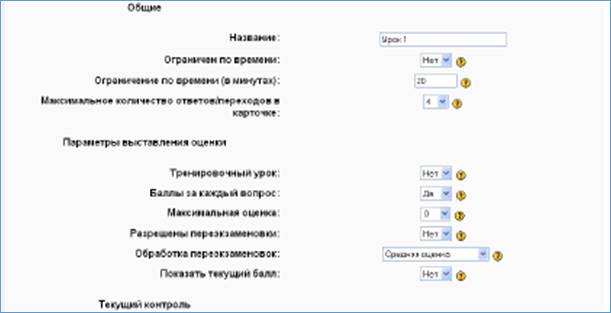 Общие
Название: Урок 1
Ограничен по времени: Нет
Ограничение по времени (в минутах): 20
Максимальное количество ответов/переходов в 4
карточке:
Параметры выставления оценки
Тренировочный урок: Нет
Баллы за каждый вопрос: Да
Максимальная оценка: 0
Разрешены переэкзаменовки: Нет
Обработка переэкзаменовок: Средняя оценка
Показать текущий балл: Нет
Текущий контроль